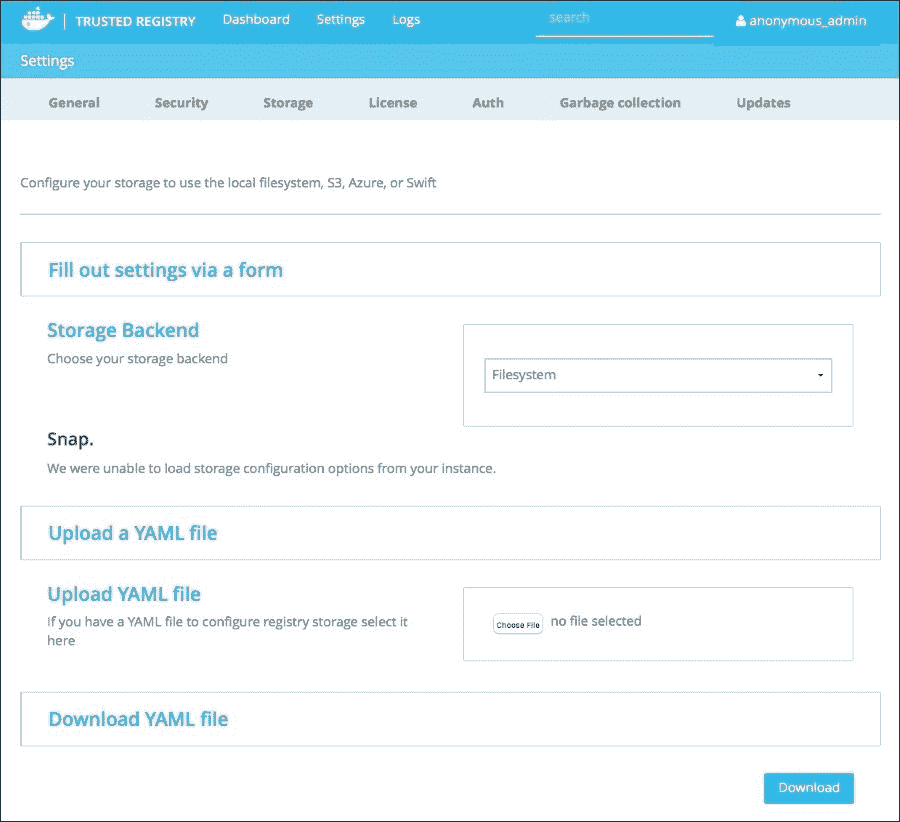 TRUSTED REGISTRY Dashboard Settings Logs search anonymous_admin
Settings
General Security Storage License Auth Garbage collection Updates
Configure your storage to use the local filesystem, S3, Azure, or Swift
Fill out settings via a form
Storage Backend
Choose your storage backend
Filesystem
Snap.
We were unable to load storage configuration options from your instance.
Upload a YAML file
Upload YAML file
If you have a YAML file to configure registry storage select it
here
Choose File no file selected
Download YAML file
Download